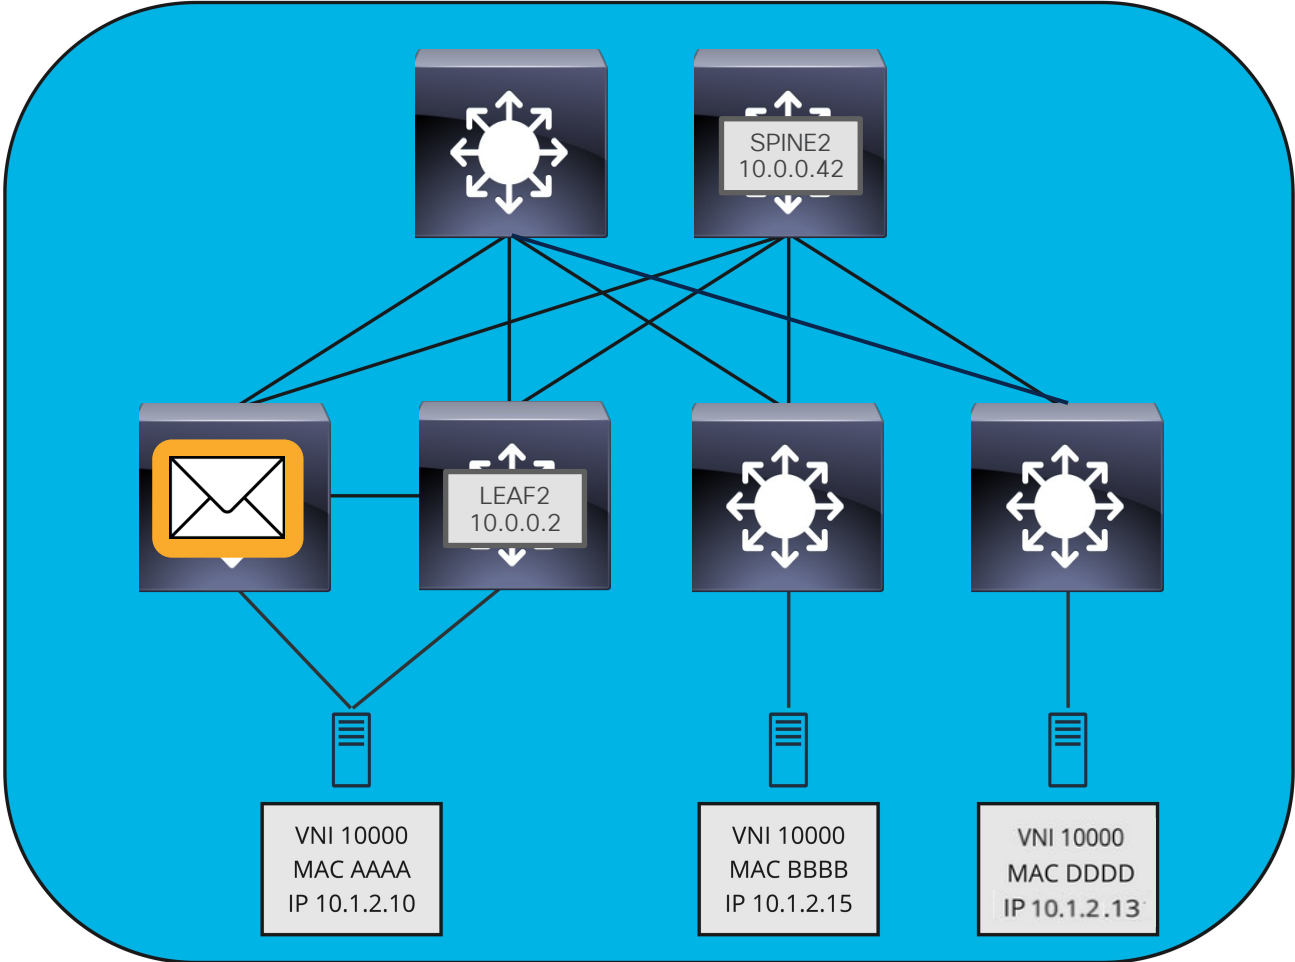 SPINE2
10.0.0.42
LEAF2
10.0.0.2
VNI 10000
MAC AAAA
IP 10.1.2.10
VNI 10000
MAC BBBB
IP 10.1.2.15
VNI 10000
MAC DDDD
IP 10.1.2.13